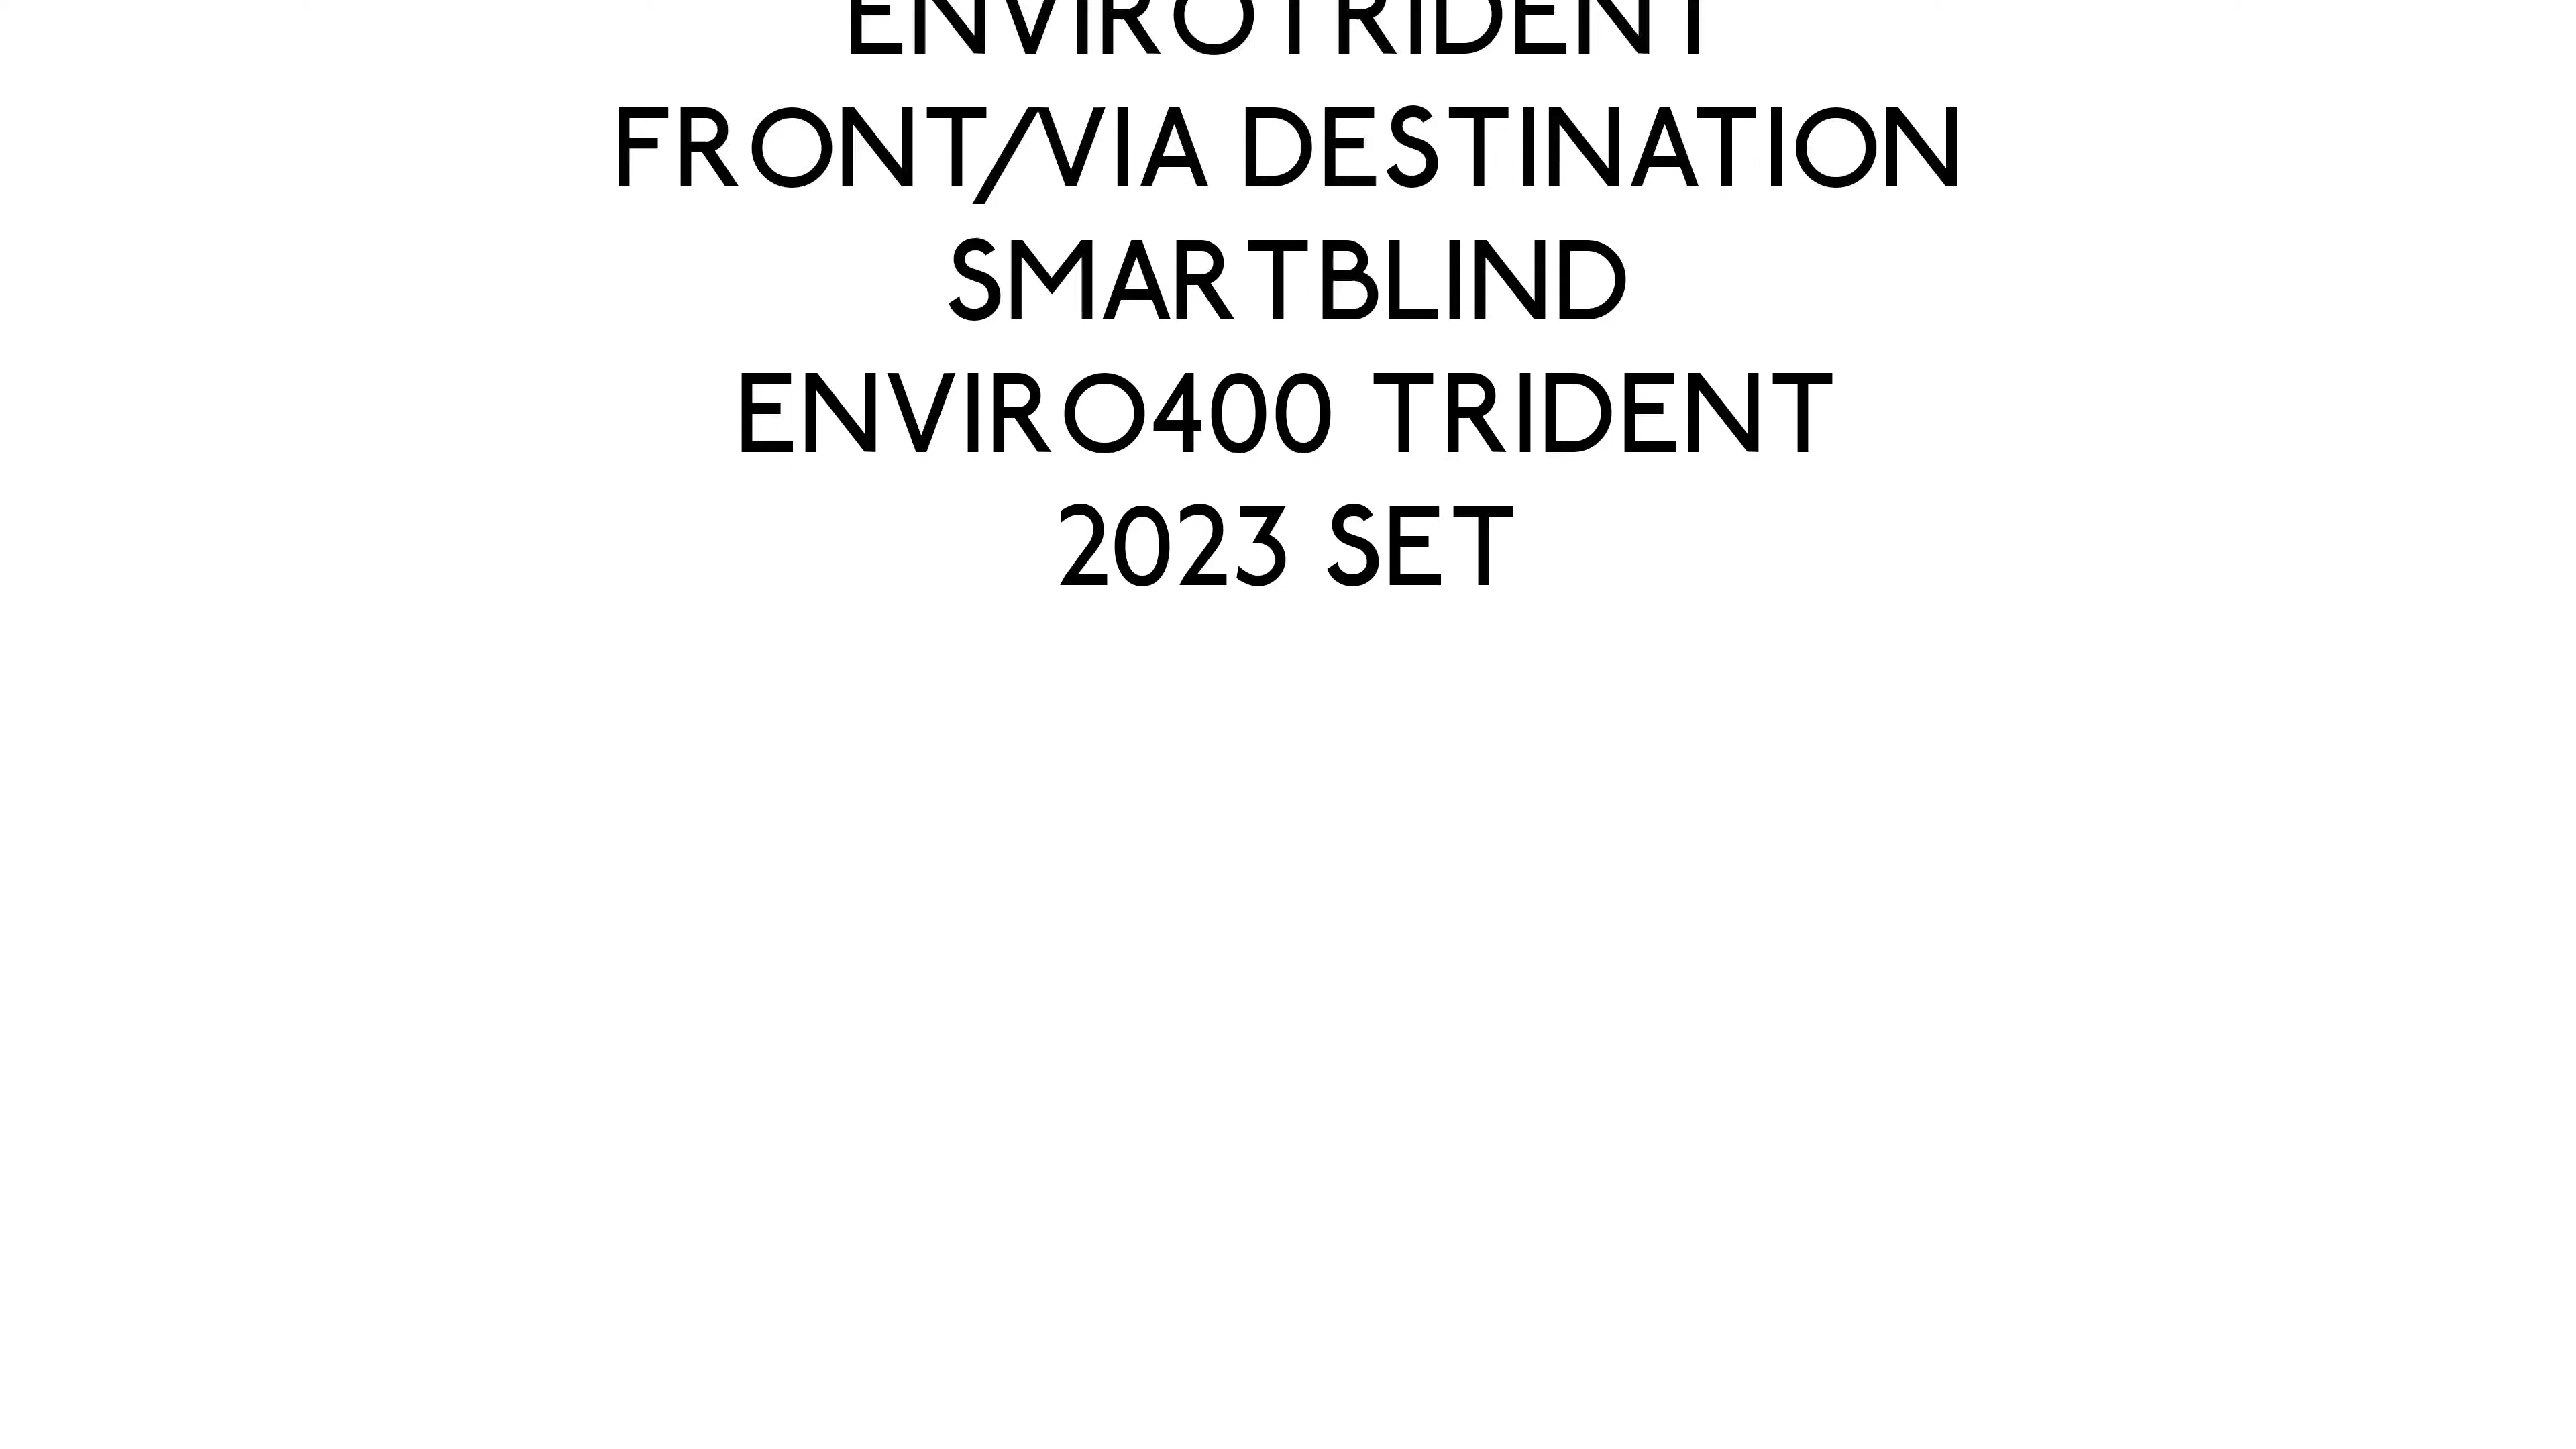 ENVIROTRIDENT
FRONT/VIA DESTINATION
SMARTBLIND
ENVIRO400 TRIDENT
2023 SET